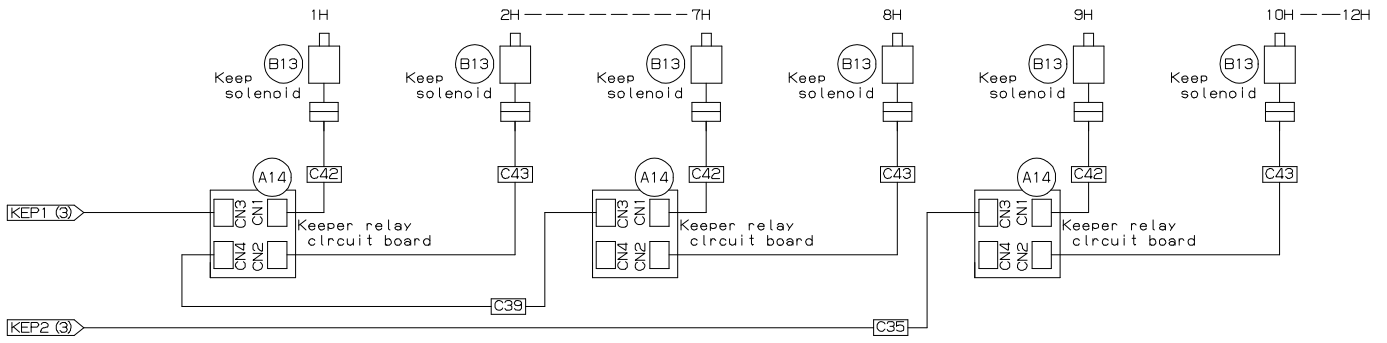 1H 2H 7H 8H 9H 10H 12H
B13 B13 B13 B13 B13 B13
Keep Keep Keep Keep Keep Keep
solenoid solenoid solenoid solenoid solenoid solenoid
A14 C42 C43 A14 C42 C43 A14 C42 C43
KEP1 (3) CN3 CN1 CN3 CN1 CN3 CN1
Keeper relay Keeper relay Keeper relay
cIrcuit board cIrcuit board cIrcuit board
CN4 CN2 CN4 CN2 CN4 CN2
C39
KEP2 (3) C35